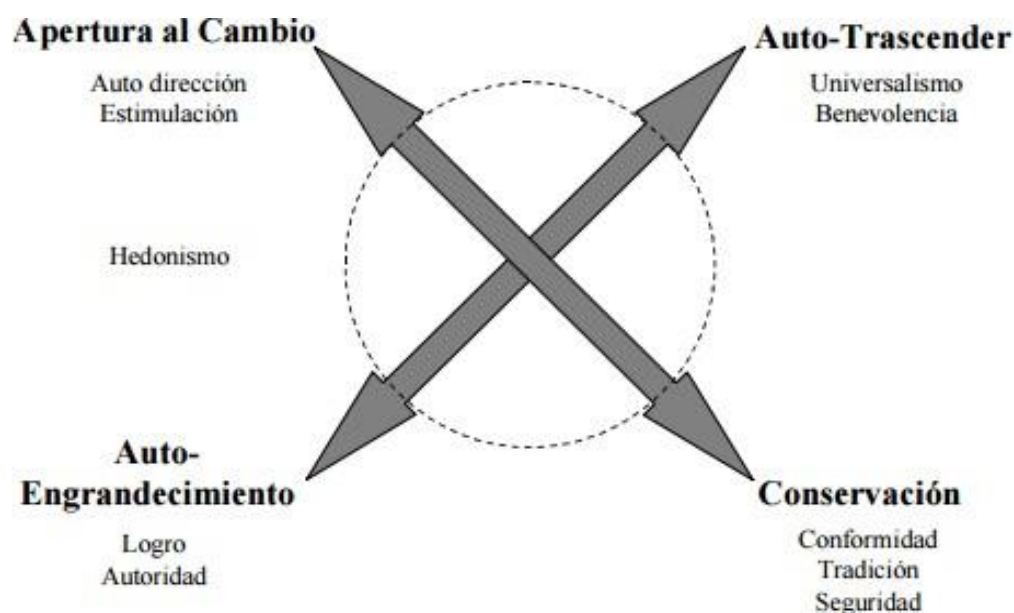 Apertura al Cambio
Auto dirección
Estimulación
Auto-Trascender
Universalismo
Benevolencia
Hedonismo
Auto-
Engrandecimiento
Logro
Autoridad
Conservación
Conformidad
Tradición
Seguridad